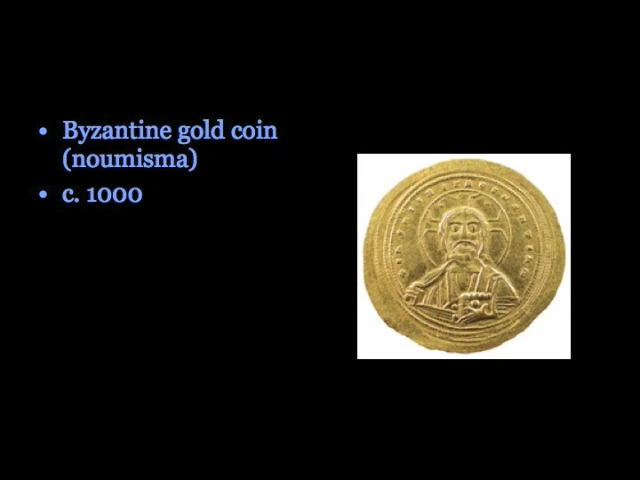 • Byzantine gold coin
(noumisma)
• c. 1000